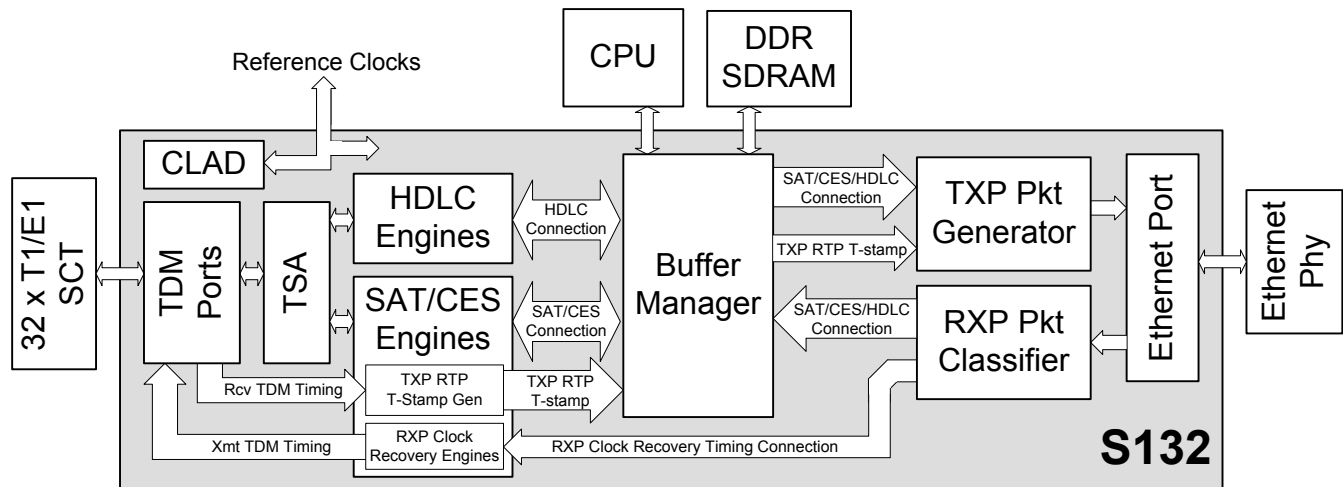 Reference Clocks
CPU
DDR
SDRAM
CLAD
32 x T1/E1
SCT
TDM
Ports
TSA
HDLC
Engines
HDLC
Connection
SAT/CES
Engines
SAT/CES
Connection
Buffer
Manager
SAT/CES/HDLC
Connection
TXP RTP T-stamp
TXP Pkt
Generator
SAT/CES/HDLC
Connection
RXP Pkt
Classifier
Ethernet Port
Ethernet
Phy
Rcv TDM Timing
TXP RTP
T-Stamp Gen
TXP RTP
T-stamp
Xmt TDM Timing
RXP Clock
Recovery Engines
RXP Clock Recovery Timing Connection
S132